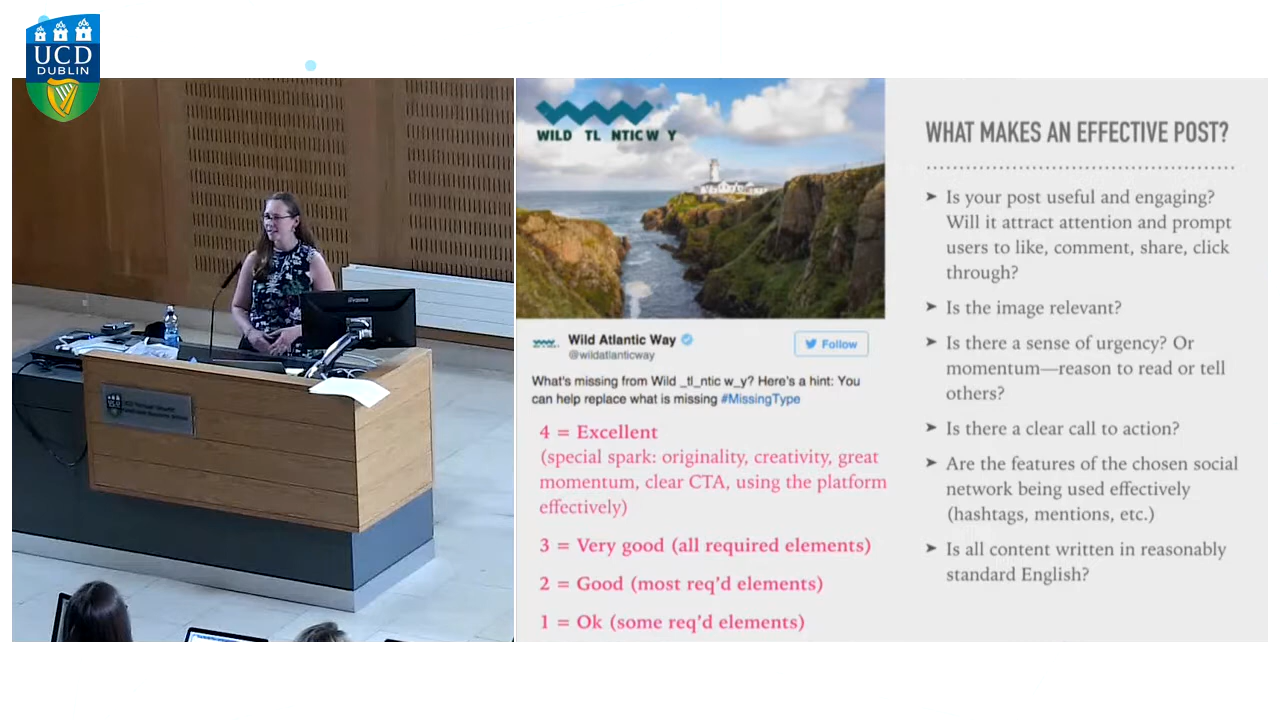 UCD
DUBLIN
iiyama
WILD TL NTIC W Y
Wild Atlantic Way
@wildatlanticway
Follow
What's missing from Wild _tl_ntic w_y? Here's a hint: You
can help replace what is missing #MissingType
4 = Excellent
(special spark: originality, creativity, great
momentum, clear CTA, using the platform
effectively)
3 = Very good (all required elements)
2 = Good (most req'd elements)
1 = Ok (some req'd elements)
WHAT MAKES AN EFFECTIVE POST?
➤ Is your post useful and engaging?
Will it attract attention and prompt
users to like, comment, share, click
through?
➤ Is the image relevant?
➤ Is there a sense of urgency? Or
momentum—reason to read or tell
others?
➤ Is there a clear call to action?
➤ Are the features of the chosen social
network being used effectively
(hashtags, mentions, etc.)
➤ Is all content written in reasonably
standard English?